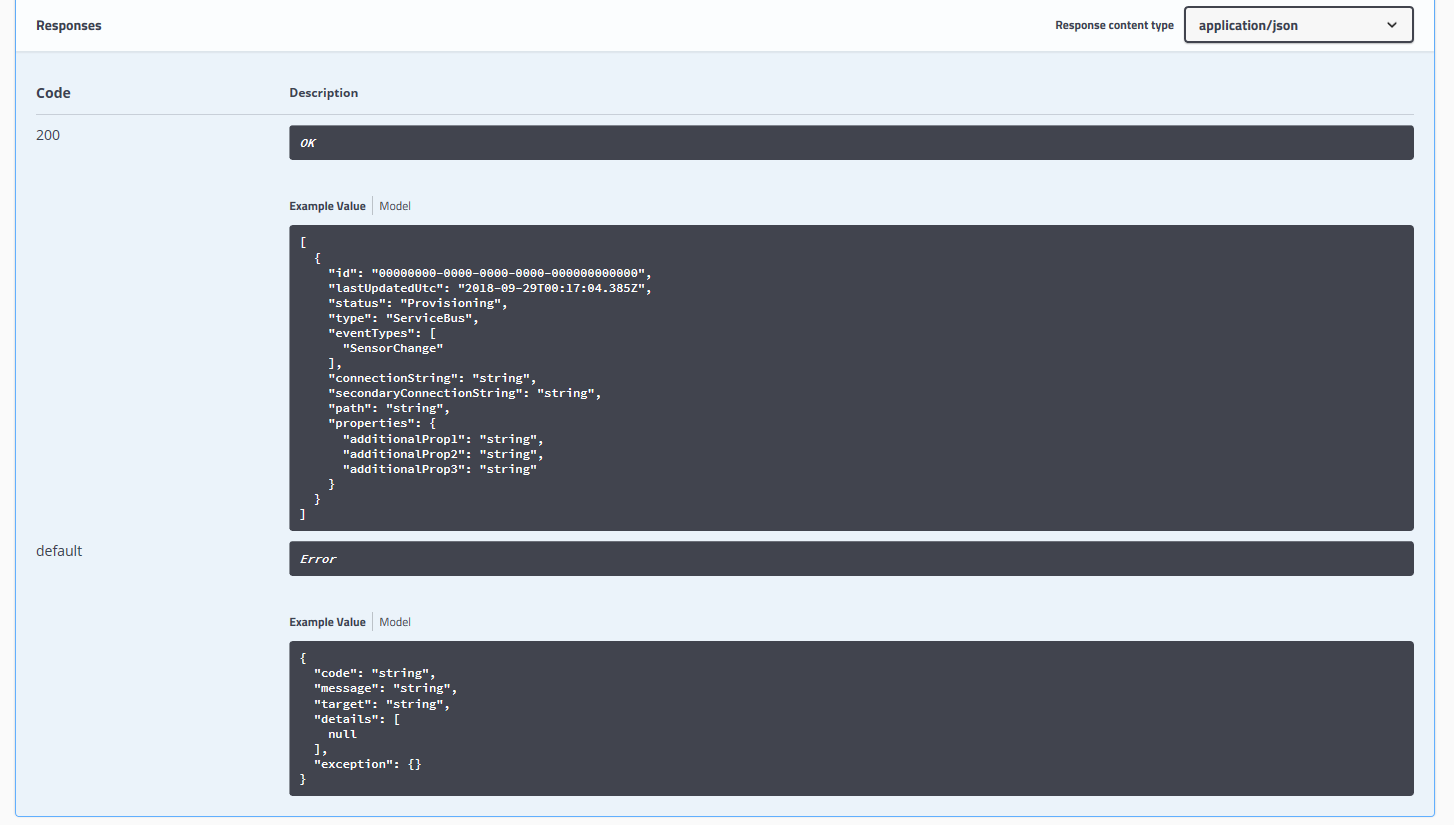 Responses
Response content type
application/json
Code
Description
200
OK
Example Value
Model
[
  {
    "id": "00000000-0000-0000-0000-000000000000",
    "lastUpdatedUtc": "2018-09-29T00:17:04.385Z",
    "status": "Provisioning",
    "type": "ServiceBus",
    "eventTypes": [
      "SensorChange"
    ],
    "connectionString": "string",
    "secondaryConnectionString": "string",
    "path": "string",
    "properties": {
      "additionalProp1": "string",
      "additionalProp2": "string",
      "additionalProp3": "string"
    }
  }
]
default
Error
Example Value
Model
{
  "code": "string",
  "message": "string",
  "target": "string",
  "details": [
    null
  ],
  "exception": {}
}